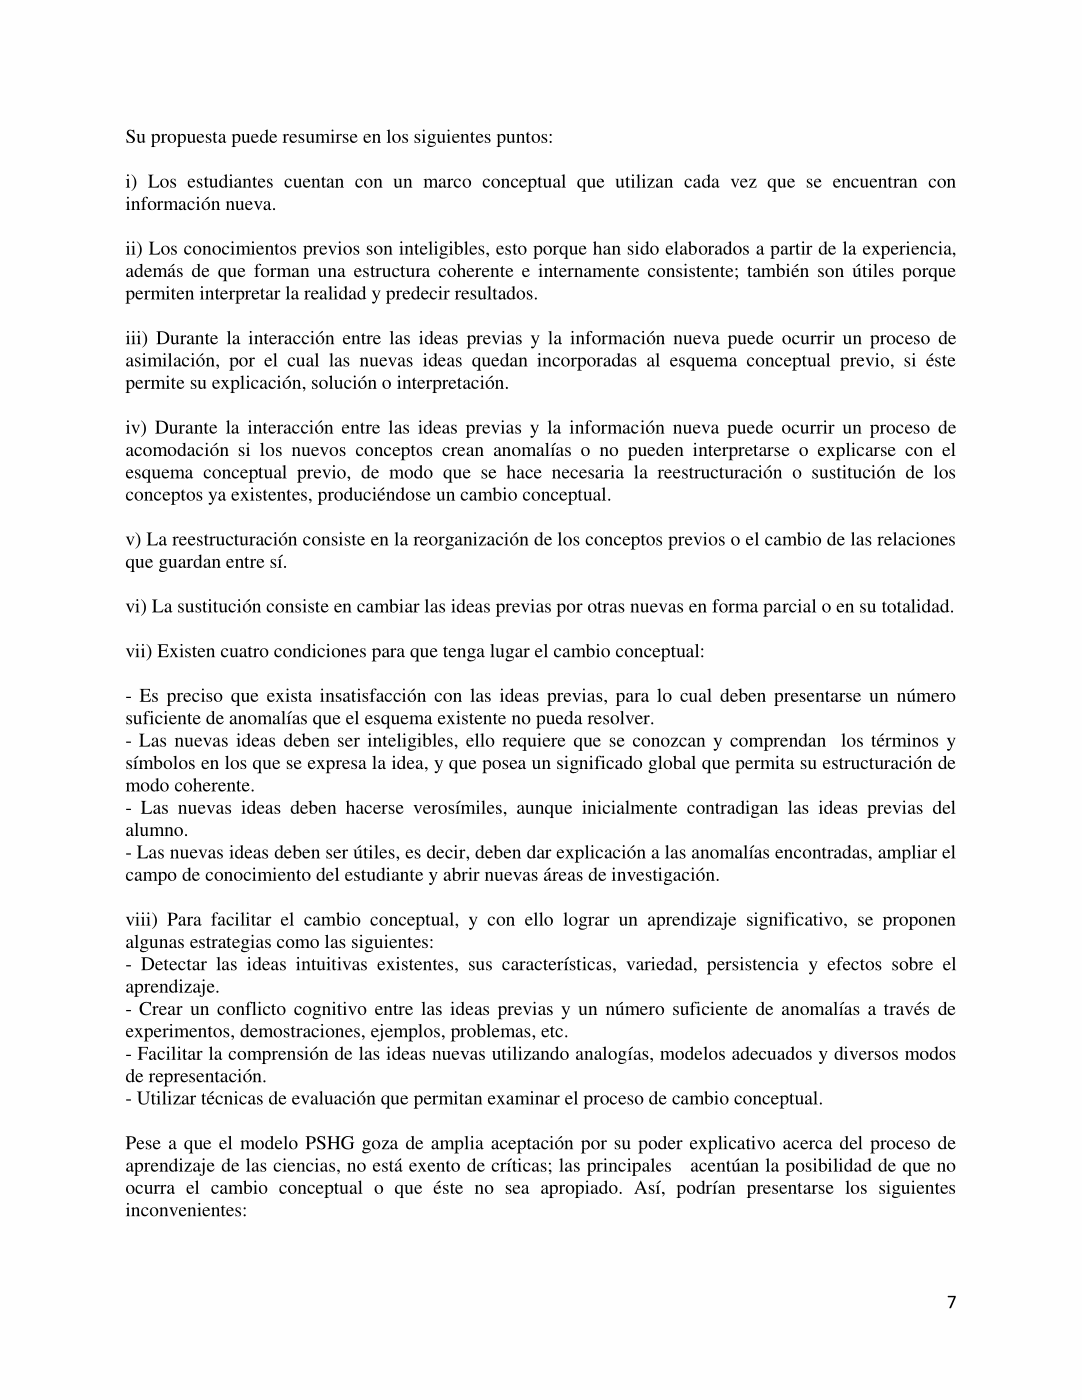 Su propuesta puede resumirse en los siguientes puntos:
i) Los estudiantes cuentan con un marco conceptual que utilizan cada vez que se encuentran con
información nueva.
ii) Los conocimientos previos son inteligibles, esto porque han sido elaborados a partir de la experiencia,
además de que forman una estructura coherente e internamente consistente; también son útiles porque
permiten interpretar la realidad y predecir resultados.
iii) Durante la interacción entre las ideas previas y la información nueva puede ocurrir un proceso de
asimilación, por el cual las nuevas ideas quedan incorporadas al esquema conceptual previo, si éste
permite su explicación, solución o interpretación.
iv) Durante la interacción entre las ideas previas y la información nueva puede ocurrir un proceso de
acomodación si los nuevos conceptos crean anomalías o no pueden interpretarse o explicarse con el
esquema conceptual previo, de modo que se hace necesaria la reestructuración o sustitución de los
conceptos ya existentes, produciéndose un cambio conceptual.
v) La reestructuración consiste en la reorganización de los conceptos previos o el cambio de las relaciones
que guardan entre sí.
vi) La sustitución consiste en cambiar las ideas previas por otras nuevas en forma parcial o en su totalidad.
vii) Existen cuatro condiciones para que tenga lugar el cambio conceptual:
- Es preciso que exista insatisfacción con las ideas previas, para lo cual deben presentarse un número
suficiente de anomalías que el esquema existente no pueda resolver.
- Las nuevas ideas deben ser inteligibles, ello requiere que se conozcan y comprendan los términos y
símbolos en los que se expresa la idea, y que posea un significado global que permita su estructuración de
modo coherente.
- Las nuevas ideas deben hacerse verosímiles, aunque inicialmente contradigan las ideas previas del
alumno.
- Las nuevas ideas deben ser útiles, es decir, deben dar explicación a las anomalías encontradas, ampliar el
campo de conocimiento del estudiante y abrir nuevas áreas de investigación.
viii) Para facilitar el cambio conceptual, y con ello lograr un aprendizaje significativo, se proponen
algunas estrategias como las siguientes:
- Detectar las ideas intuitivas existentes, sus características, variedad, persistencia y efectos sobre el
aprendizaje.
- Crear un conflicto cognitivo entre las ideas previas y un número suficiente de anomalías a través de
experimentos, demostraciones, ejemplos, problemas, etc.
- Facilitar la comprensión de las ideas nuevas utilizando analogías, modelos adecuados y diversos modos
de representación.
- Utilizar técnicas de evaluación que permitan examinar el proceso de cambio conceptual.
Pese a que el modelo PSHG goza de amplia aceptación por su poder explicativo acerca del proceso de
aprendizaje de las ciencias, no está exento de críticas; las principales acentúan la posibilidad de que no
ocurra el cambio conceptual o que éste no sea apropiado. Así, podrían presentarse los siguientes
inconvenientes:
7